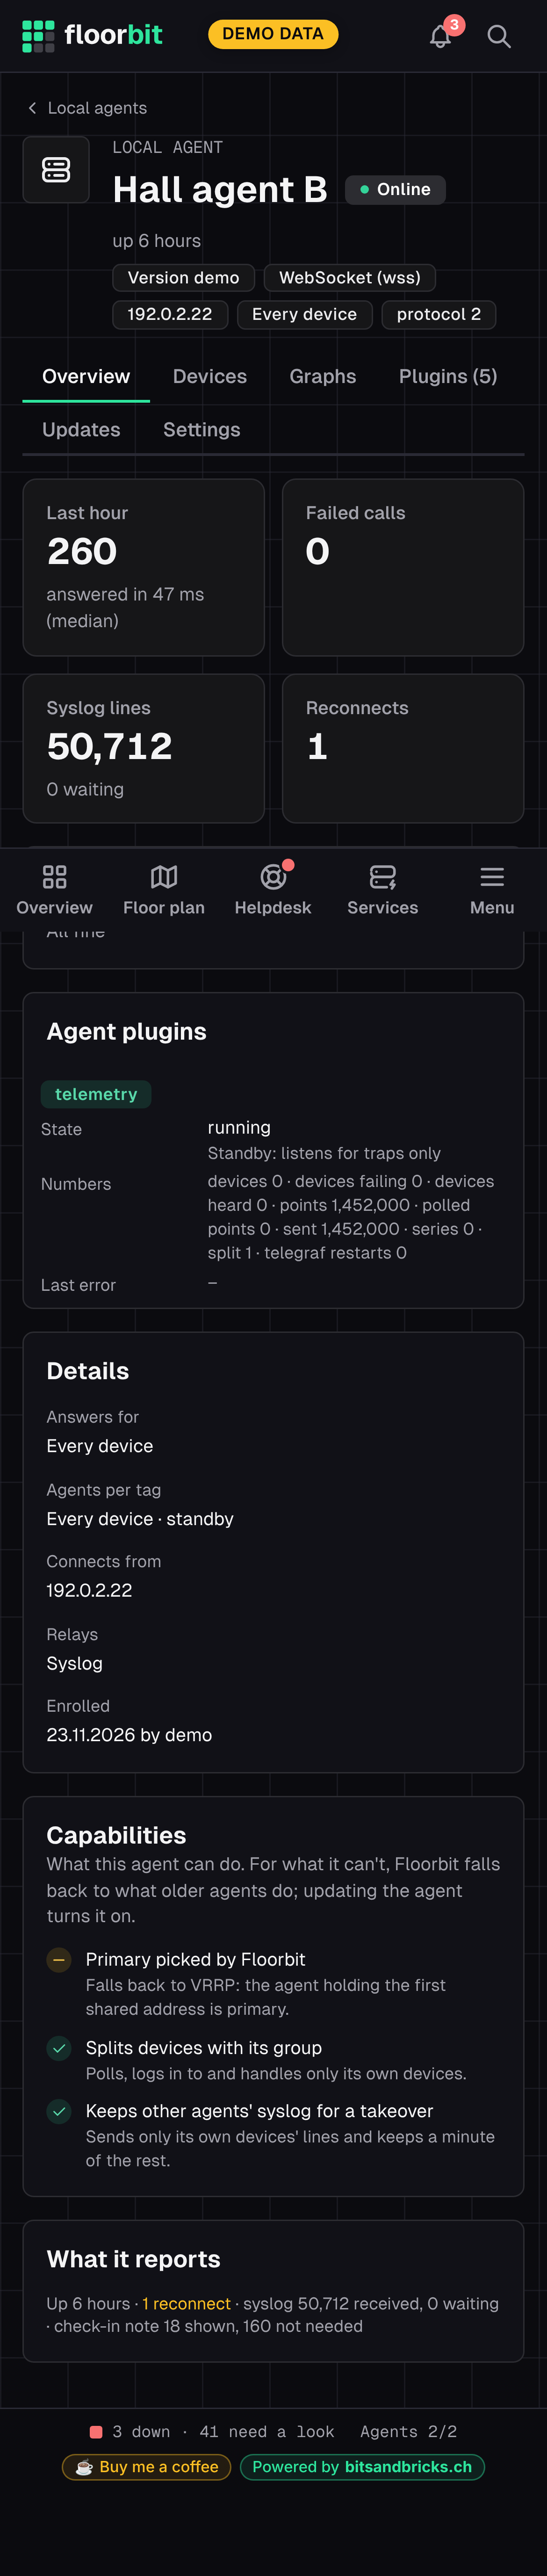 floorbit
DEMO DATA
3
Local agents
LOCAL AGENT
Hall agent B
Online
up 6 hours
Version demo
WebSocket (wss)
192.0.2.22
Every device
protocol 2
Overview
Devices
Graphs
Plugins (5)
Updates
Settings
Last hour
260
answered in 47 ms
(median)
Failed calls
0
Syslog lines
50,712
0 waiting
Reconnects
1
Overview
Floor plan
Helpdesk
Services
Menu
All fine
Agent plugins
telemetry
State
running
Standby: listens for traps only
Numbers
devices 0 · devices failing 0 · devices
heard 0 · points 1,452,000 · polled
points 0 · sent 1,452,000 · series 0 ·
split 1 · telegraf restarts 0
Last error
–
Details
Answers for
Every device
Agents per tag
Every device · standby
Connects from
192.0.2.22
Relays
Syslog
Enrolled
23.11.2026 by demo
Capabilities
What this agent can do. For what it can't, Floorbit falls
back to what older agents do; updating the agent
turns it on.
Primary picked by Floorbit
Falls back to VRRP: the agent holding the first
shared address is primary.
Splits devices with its group
Polls, logs in to and handles only its own devices.
Keeps other agents' syslog for a takeover
Sends only its own devices' lines and keeps a minute
of the rest.
What it reports
Up 6 hours · 1 reconnect · syslog 50,712 received, 0 waiting
· check-in note 18 shown, 160 not needed
3 down · 41 need a look
Agents 2/2
Buy me a coffee
Powered by bitsandbricks.ch